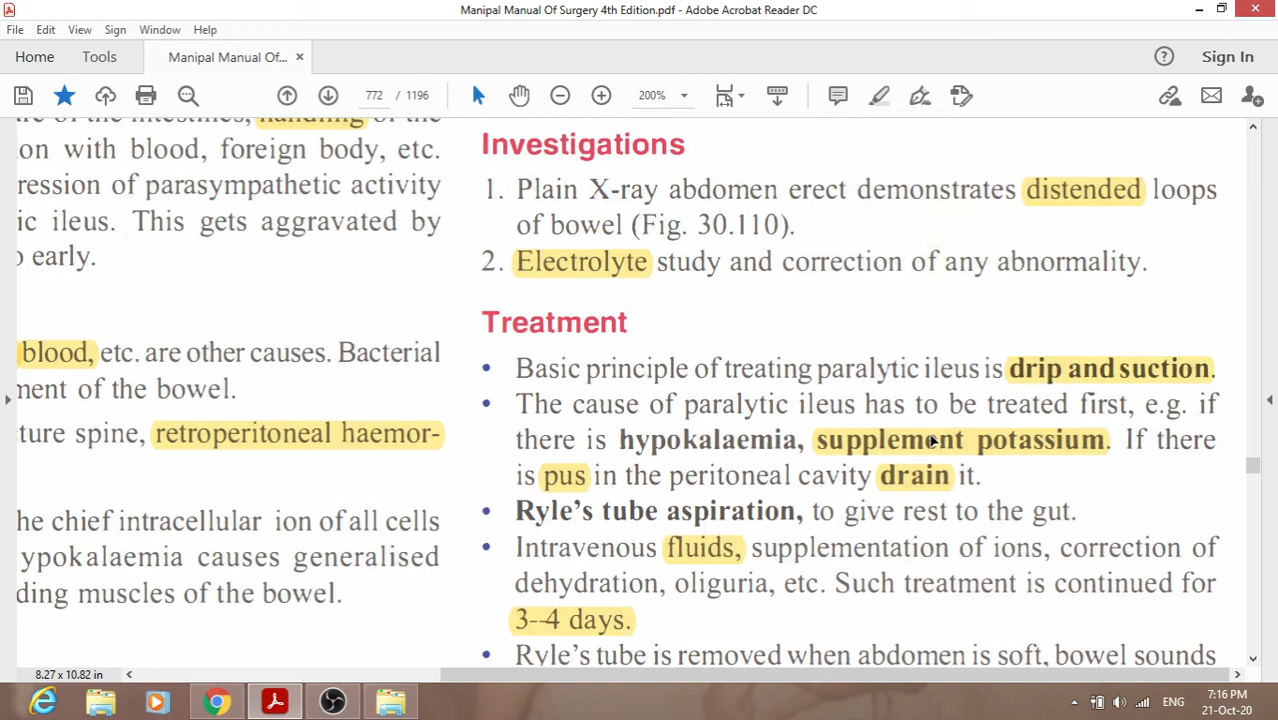 Manipal Manual Of Surgery 4th Edition.pdf - Adobe Acrobat Reader DC
File Edit View Sign Window Help
Home Tools Manipal Manual Of... × Sign In
772 / 1196 200%
of the intestines, handling of the
ion with blood, foreign body, etc.
ression of parasympathetic activity
ic ileus. This gets aggravated by
o early.
blood, etc. are other causes. Bacterial
ment of the bowel.
ture spine, retroperitoneal haemor-
he chief intracellular ion of all cells
ypokalaemia causes generalised
ding muscles of the bowel.
Investigations
1. Plain X-ray abdomen erect demonstrates distended loops
of bowel (Fig. 30.110).
2. Electrolyte study and correction of any abnormality.
Treatment
• Basic principle of treating paralytic ileus is drip and suction.
• The cause of paralytic ileus has to be treated first, e.g. if
there is hypokalaemia, supplement potassium. If there
is pus in the peritoneal cavity drain it.
• Ryle's tube aspiration, to give rest to the gut.
• Intravenous fluids, supplementation of ions, correction of
dehydration, oliguria, etc. Such treatment is continued for
3--4 days.
• Ryle's tube is removed when abdomen is soft, bowel sounds
8.27 x 10.82 in
ENG
7:16 PM
21-Oct-20